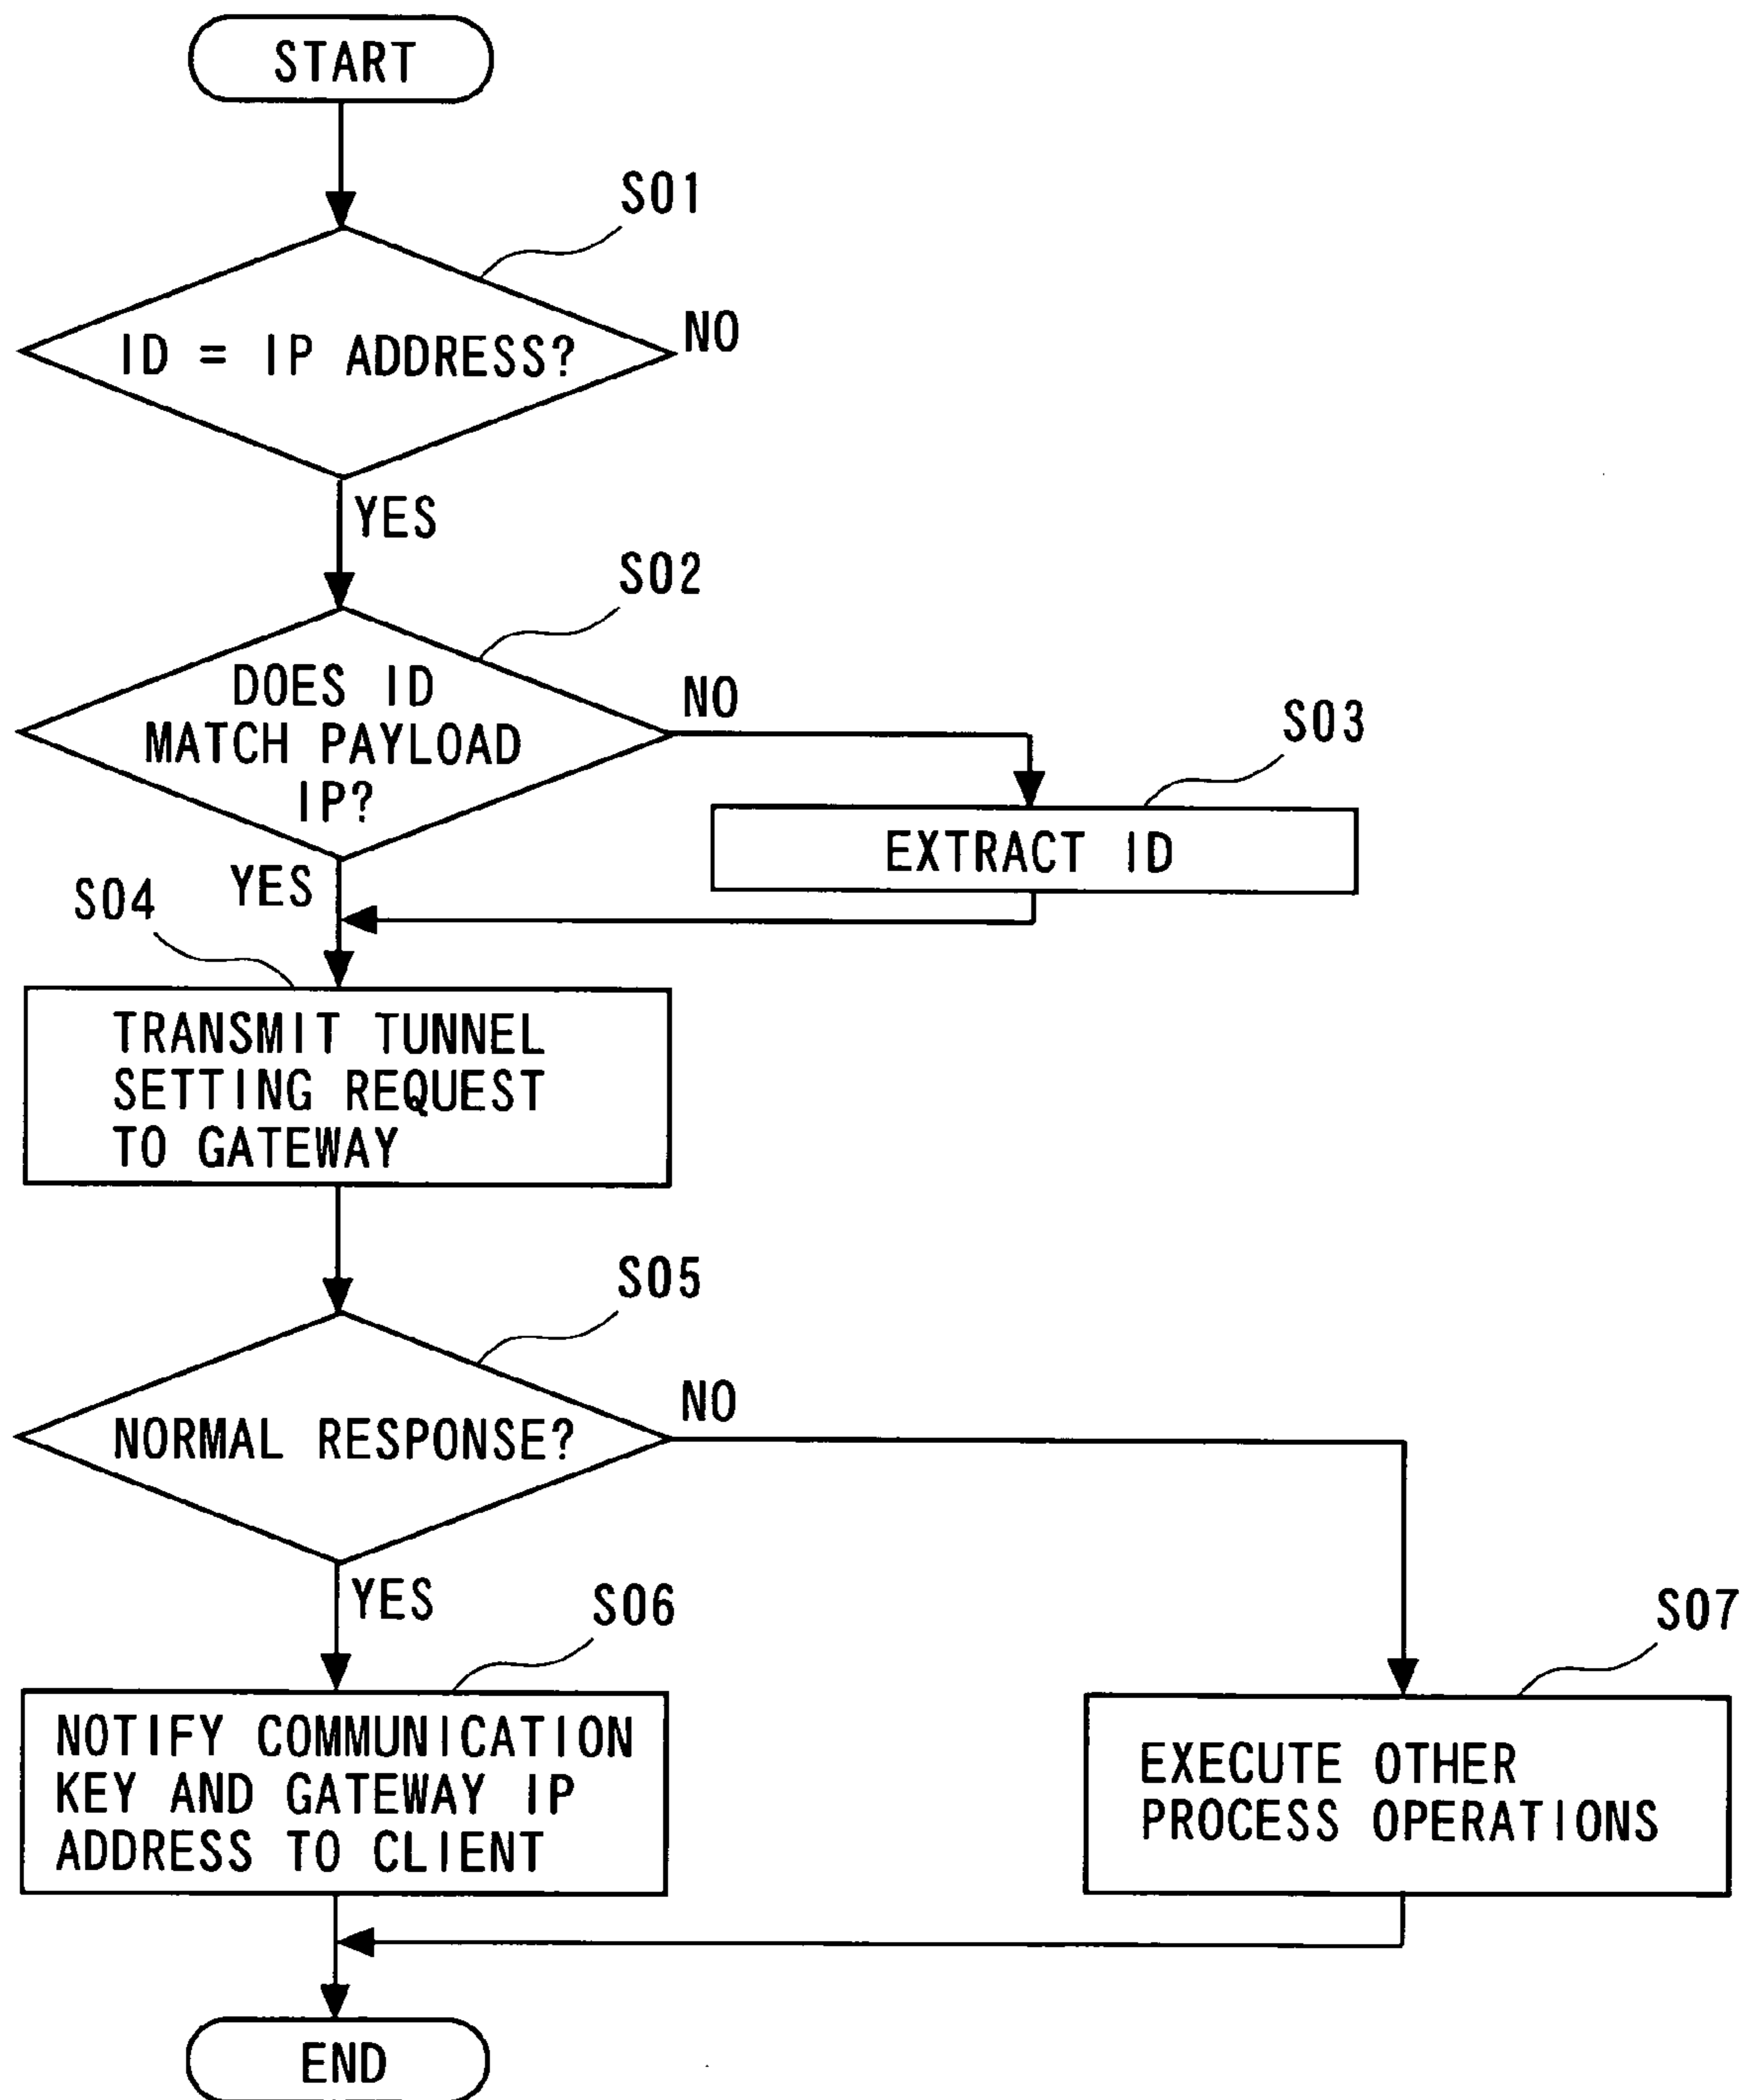 START
S01
ID = IP ADDRESS?
NO
YES
S02
DOES ID
MATCH PAYLOAD
IP?
NO
S03
EXTRACT ID
YES
S04
TRANSMIT TUNNEL
SETTING REQUEST
TO GATEWAY
S05
NORMAL RESPONSE?
NO
YES
S06
NOTIFY COMMUNICATION
KEY AND GATEWAY IP
ADDRESS TO CLIENT
S07
EXECUTE OTHER
PROCESS OPERATIONS
END